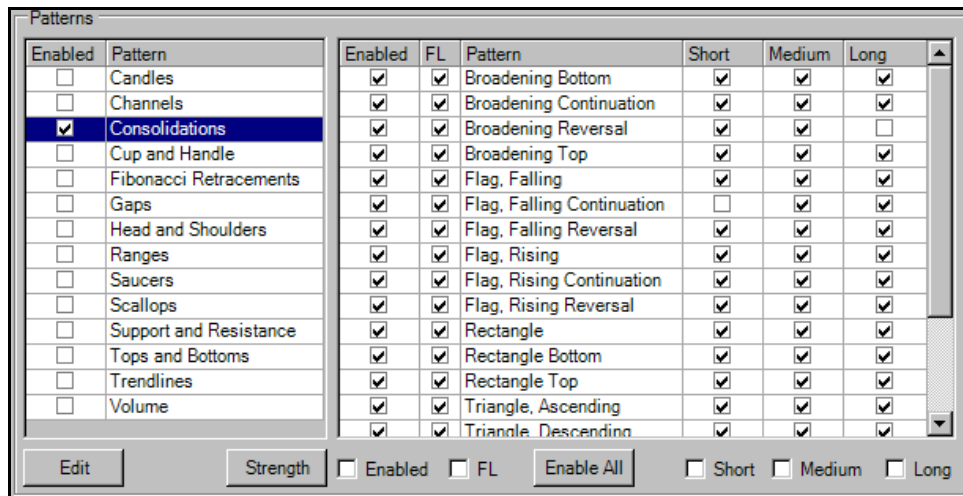 Patterns
Enabled Pattern
Candles
Channels
Consolidations
Cup and Handle
Fibonacci Retracements
Gaps
Head and Shoulders
Ranges
Saucers
Scallops
Support and Resistance
Tops and Bottoms
Trendlines
Volume
Enabled FL Pattern Short Medium Long
Broadening Bottom
Broadening Continuation
Broadening Reversal
Broadening Top
Flag, Falling
Flag, Falling Continuation
Flag, Falling Reversal
Flag, Rising
Flag, Rising Continuation
Flag, Rising Reversal
Rectangle
Rectangle Bottom
Rectangle Top
Triangle, Ascending
Triangle, Descending
Edit Strength Enabled FL Enable All Short Medium Long